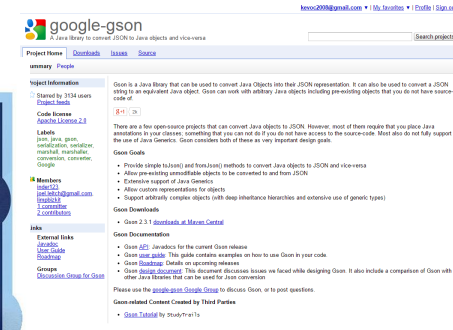 kevoc2008@gmail.com ▼ | My favorites ▼ | Profile | Sign o
google-gson
A Java library to convert JSON to Java objects and vice-versa
Search projects
Project Home Downloads Issues Source
ummary People
roject Information
Starred by 3134 users
Project feeds
Code license
Apache License 2.0
Labels
json, java, gson,
serialization, serializer,
marshall, marshaller,
conversion, converter,
Google
Members
inder123,
joel.leitch@gmail.com,
limpbizkit
1 committer
2 contributors
inks
External links
Javadoc
User Guide
Roadmap
Groups
Discussion Group for Gson
Gson is a Java library that can be used to convert Java Objects into their JSON representation. It can also be used to convert a JSON
string to an equivalent Java object. Gson can work with arbitrary Java objects including pre-existing objects that you do not have source-
code of.
+1
There are a few open-source projects that can convert Java objects to JSON. However, most of them require that you place Java
annotations in your classes; something that you can not do if you do not have access to the source-code. Most also do not fully support
the use of Java Generics. Gson considers both of these as very important design goals.
Gson Goals
• Provide simple toJson() and fromJson() methods to convert Java objects to JSON and vice-versa
• Allow pre-existing unmodifiable objects to be converted to and from JSON
• Extensive support of Java Generics
• Allow custom representations for objects
• Support arbitrarily complex objects (with deep inheritance hierarchies and extensive use of generic types)
Gson Downloads
• Gson 2.3.1 downloads at Maven Central
Gson Documentation
• Gson API: Javadocs for the current Gson release
• Gson user guide: This guide contains examples on how to use Gson in your code.
• Gson Roadmap: Details on upcoming releases
• Gson design document: This document discusses issues we faced while designing Gson. It also include a comparison of Gson with
other Java libraries that can be used for Json conversion
Please use the google-gson Google Group to discuss Gson, or to post questions.
Gson-related Content Created by Third Parties
• Gson Tutorial by StudyTrails